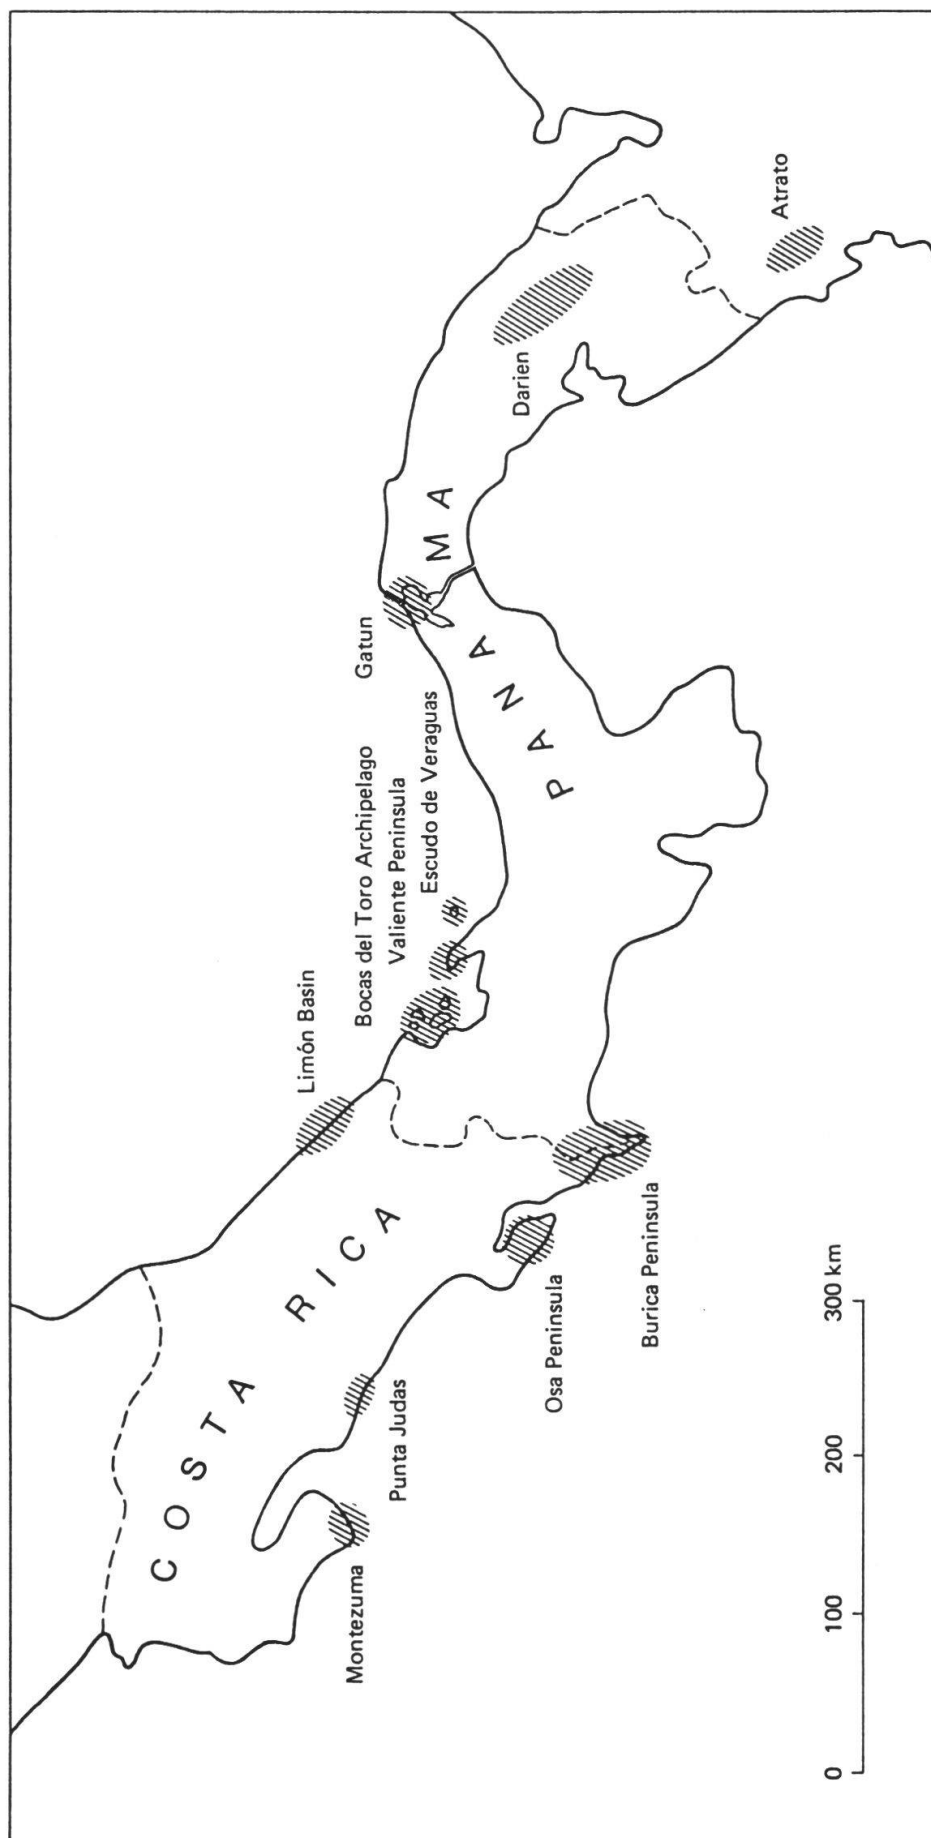 COSTA RICA
PANAMA
Limón Basin
Bocas del Toro Archipelago
Valiente Peninsula
Escudo de Veraguas
Gatun
Darien
Atrato
Montezuma
Punta Judas
Osa Peninsula
Burica Peninsula
0 100 200 300 km